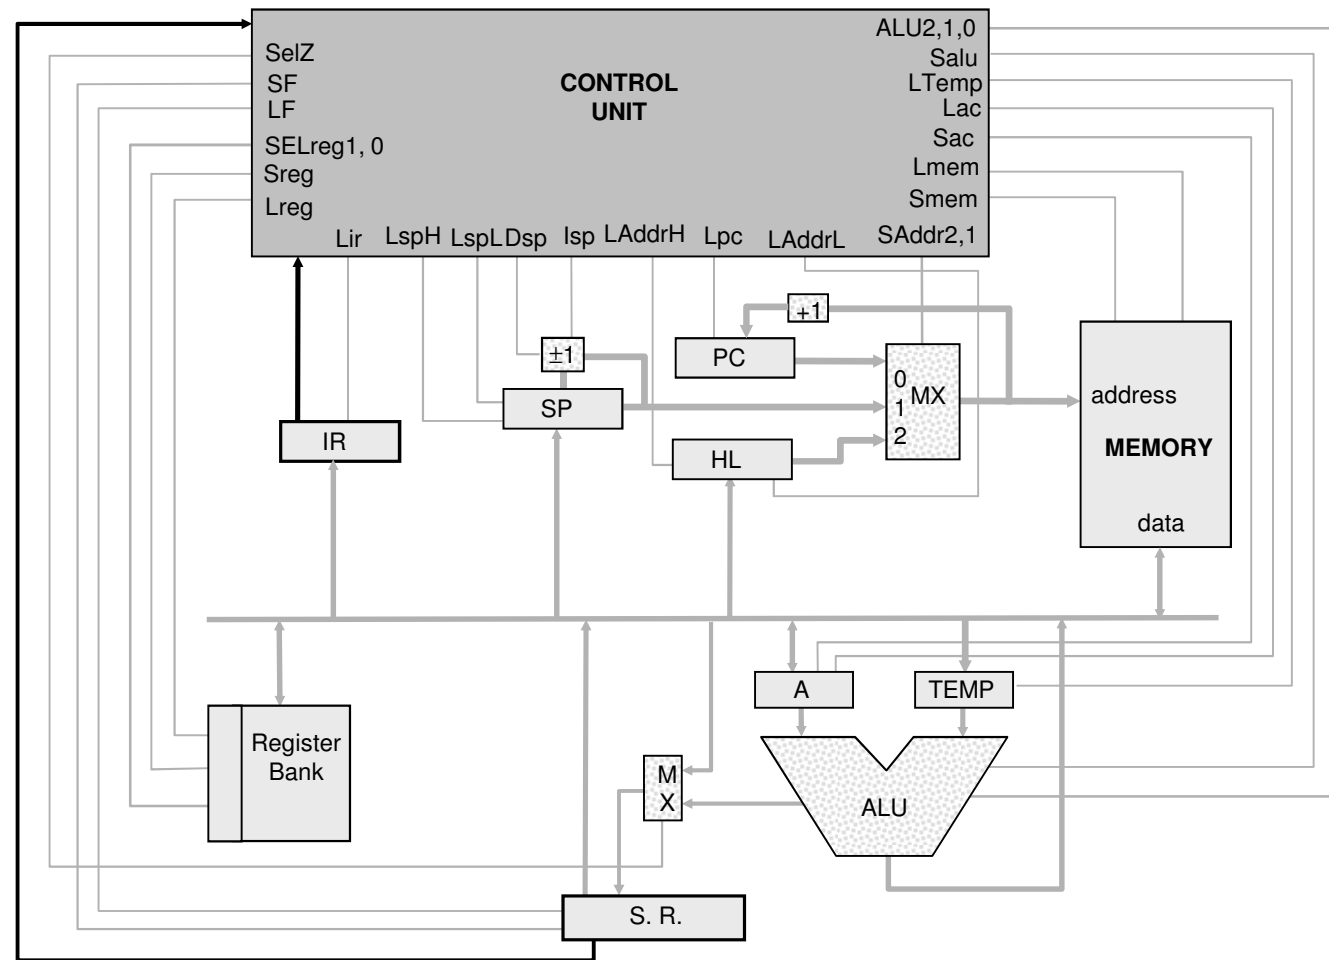 ALU2,1,0
SelZ
Salu
SF
CONTROL
UNIT
LTemp
LF
Lac
SELreg1, 0
Sac
Sreg
Lmem
Lreg
Smem
Lir
LspH
LspL
Dsp
Isp
LAddrH
Lpc
LAddrL
SAddr2,1
+1
±1
PC
0
1
2
MX
SP
address
IR
HL
MEMORY
data
A
TEMP
Register
Bank
M
X
ALU
S. R.